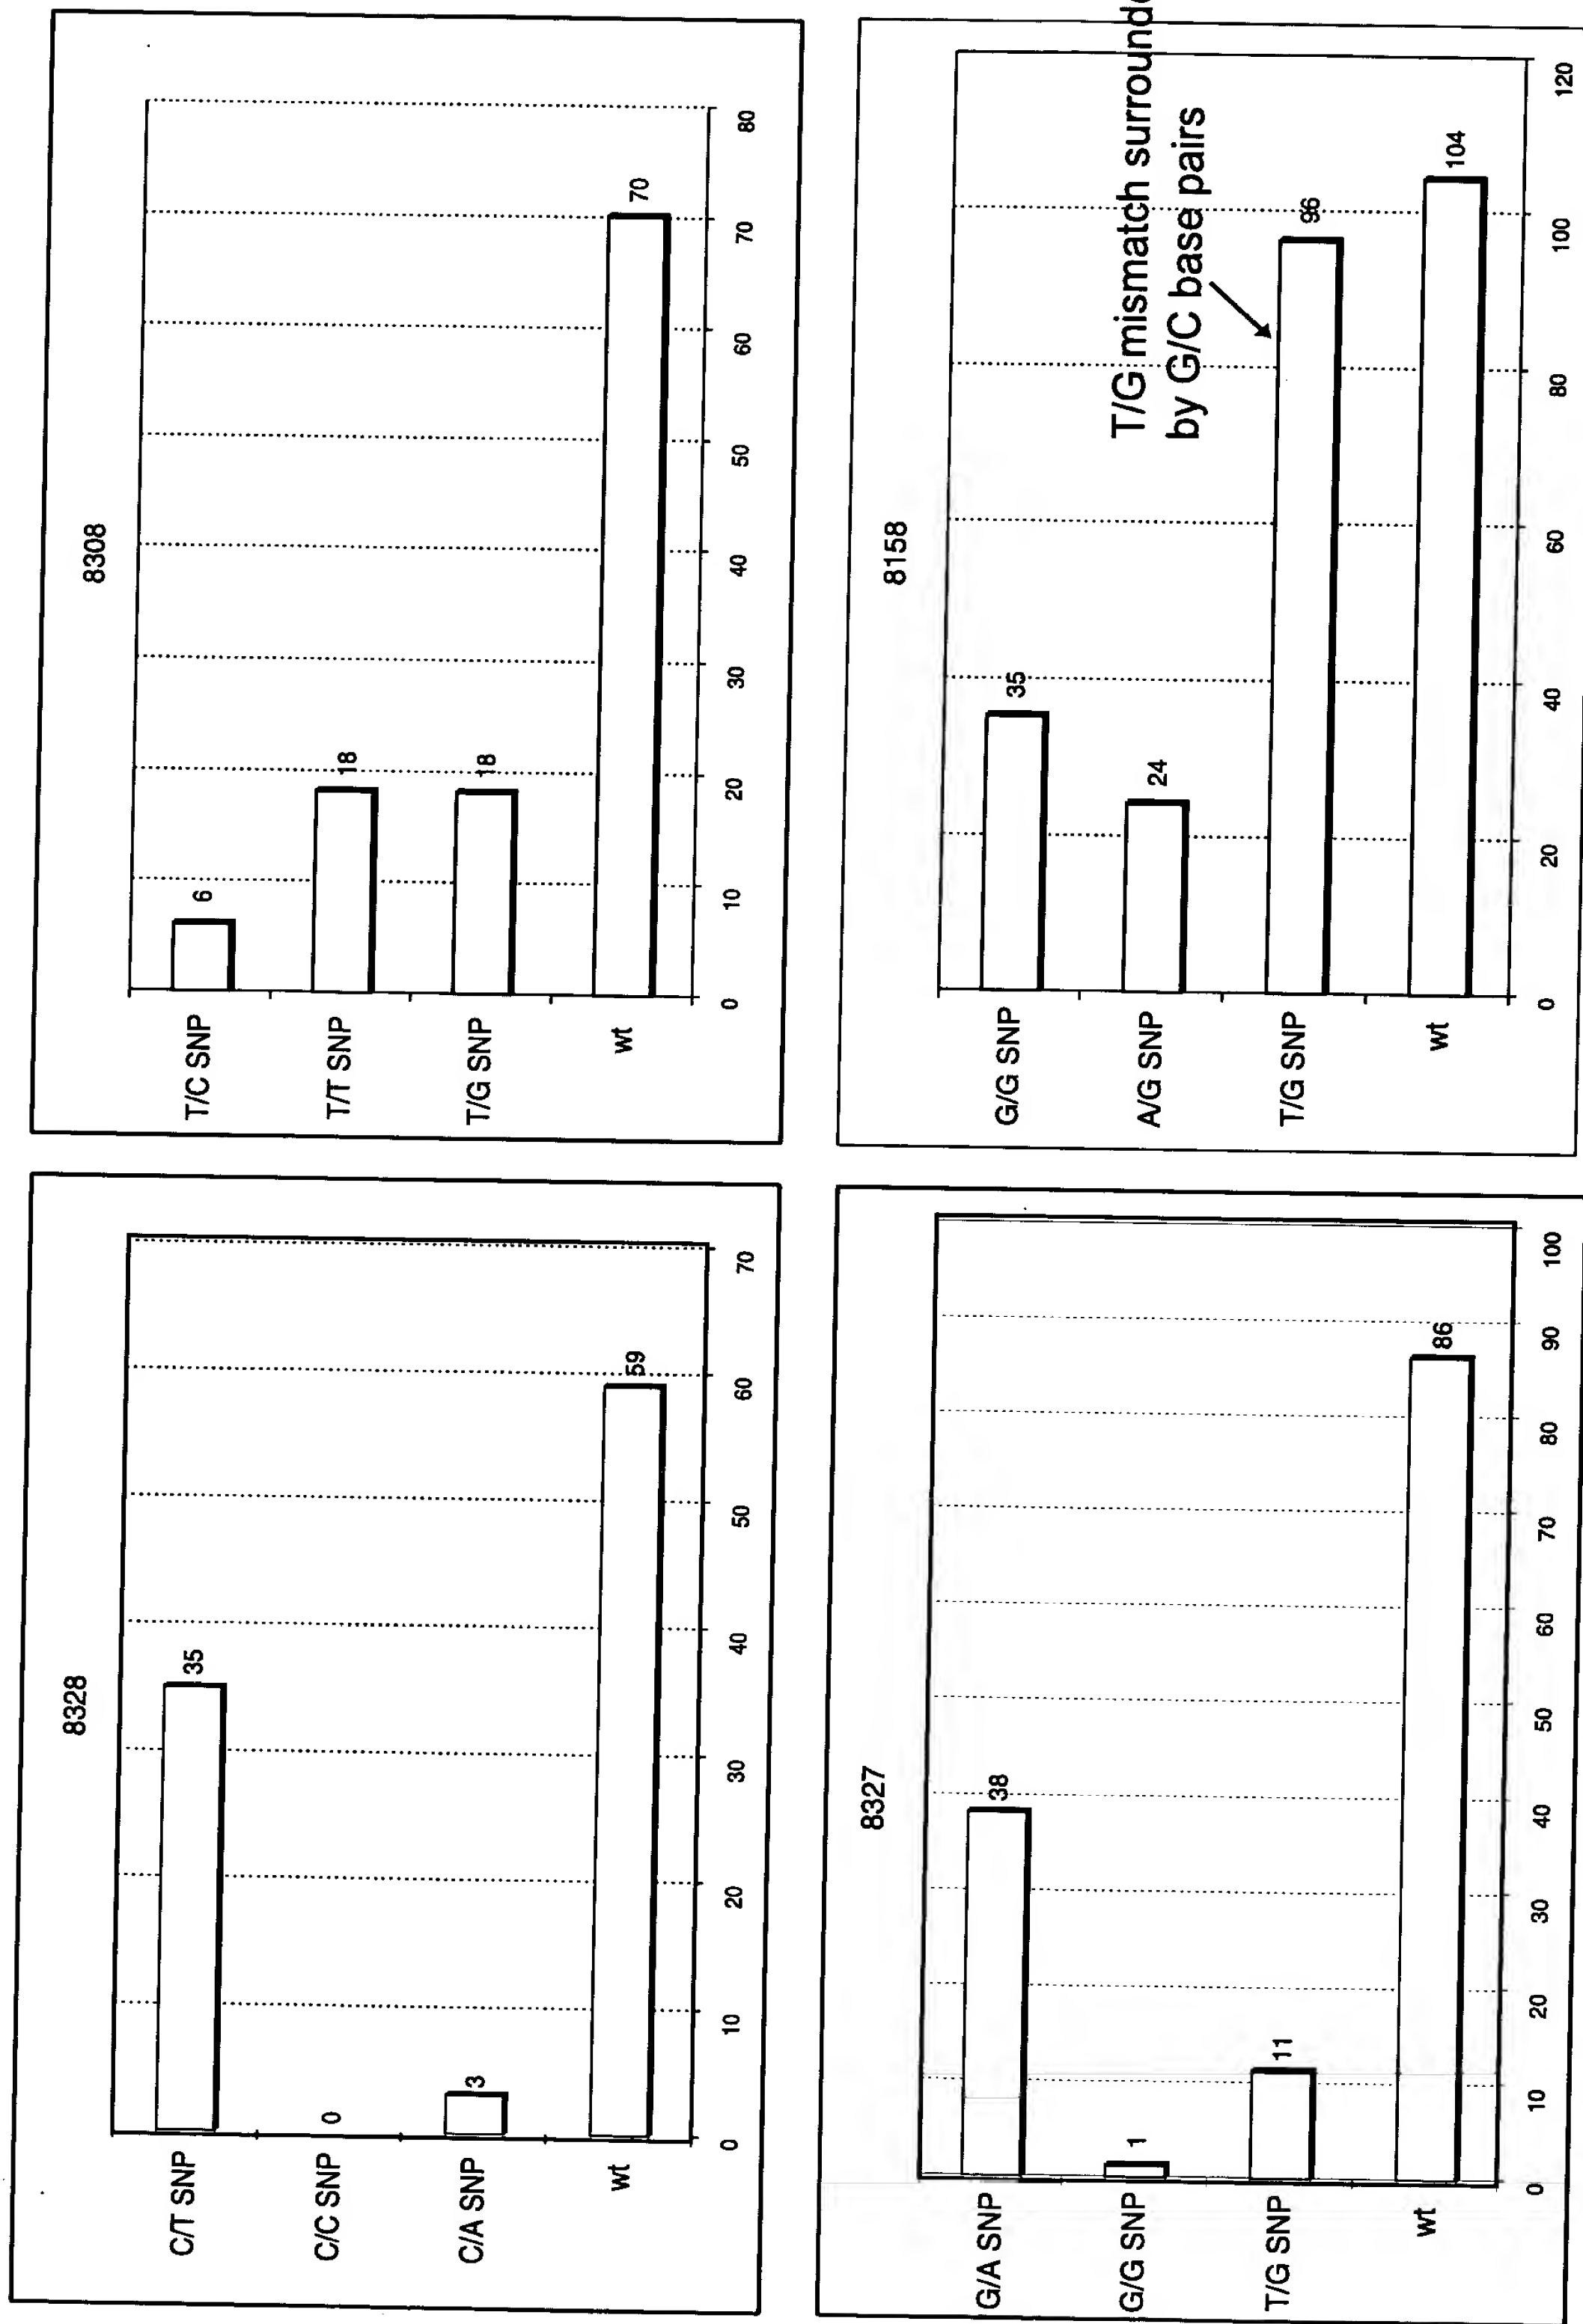 8328
C/T SNP
35
C/C SNP
0
C/A SNP
3
wt
59
0 10 20 30 40 50 60 70
8308
T/C SNP
6
T/T SNP
18
T/G SNP
18
wt
70
0 10 20 30 40 50 60 70 80
8327
G/A SNP
38
G/G SNP
1
T/G SNP
11
wt
86
0 10 20 30 40 50 60 70 80 90 100
8158
G/G SNP
35
A/G SNP
24
T/G SNP
96
wt
104
0 20 40 60 80 100 120
T/G mismatch surround
by G/C base pairs